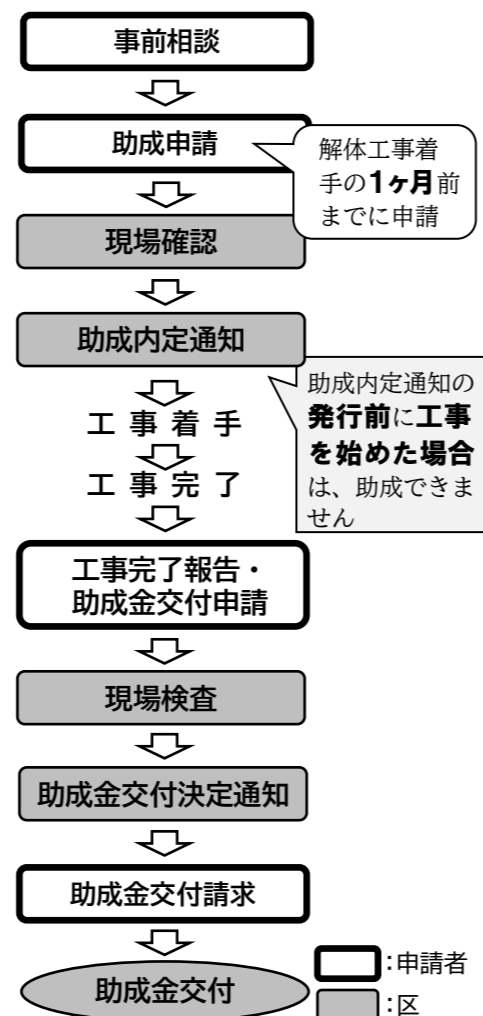 事前相談
助成申請
解体工事着
手の1ヶ月前
までに申請
現場確認
助成内定通知
助成内定通知の
発行前に工事
を始めた場合
は、助成できま
せん
工事着手
工事完了
工事完了報告・
助成金交付申請
現場検査
助成金交付決定通知
助成金交付請求
助成金交付
:申請者
:区